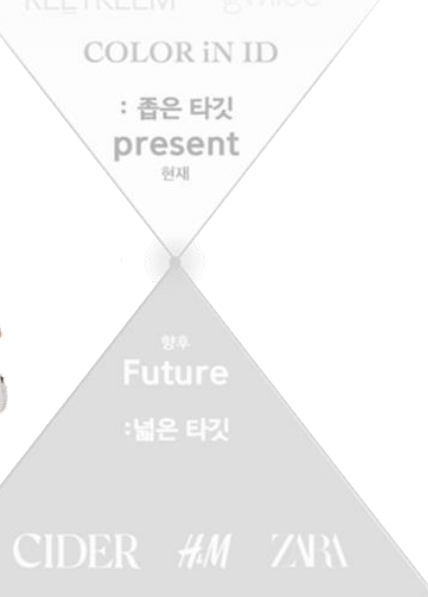 COLOR iN ID
: 좁은 타깃
present
현재
향후
Future
:넓은 타깃
CIDER H&M ZARA